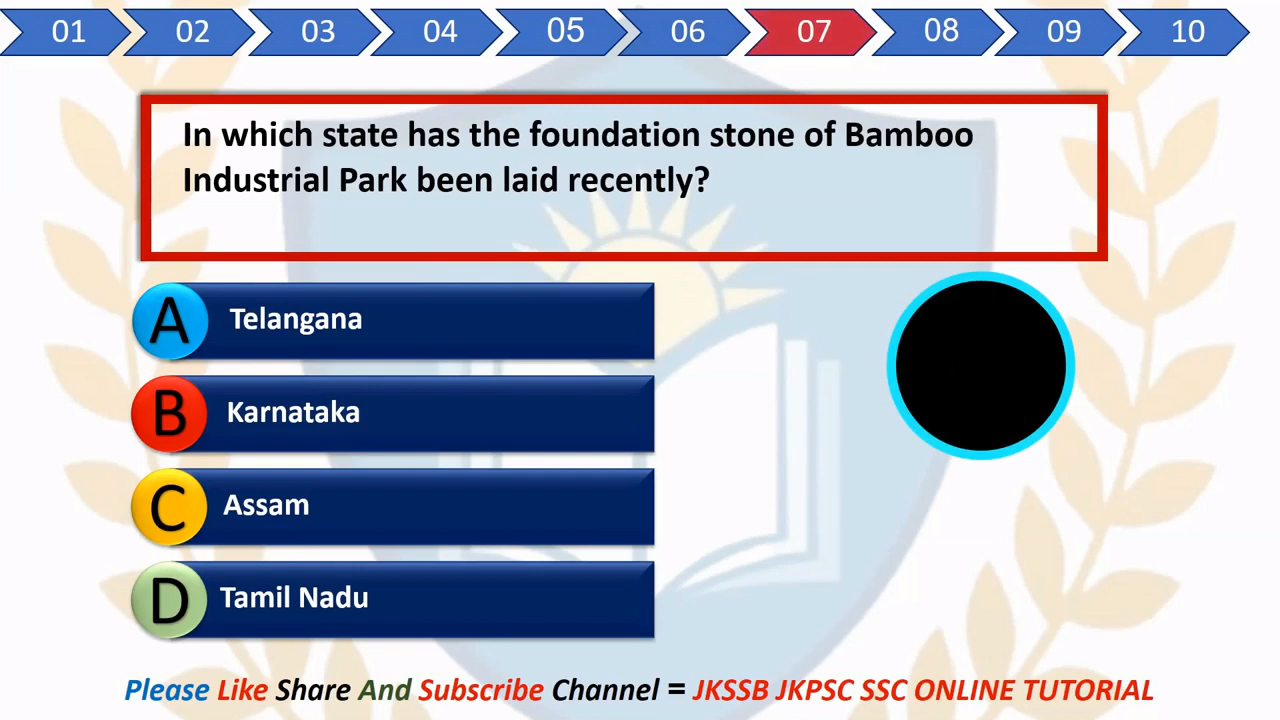 01 02 03 04 05 06 07 08 09 10
In which state has the foundation stone of Bamboo
Industrial Park been laid recently?
A Telangana
B Karnataka
C Assam
D Tamil Nadu
Please Like Share And Subscribe Channel = JKSSB JKPSC SSC ONLINE TUTORIAL